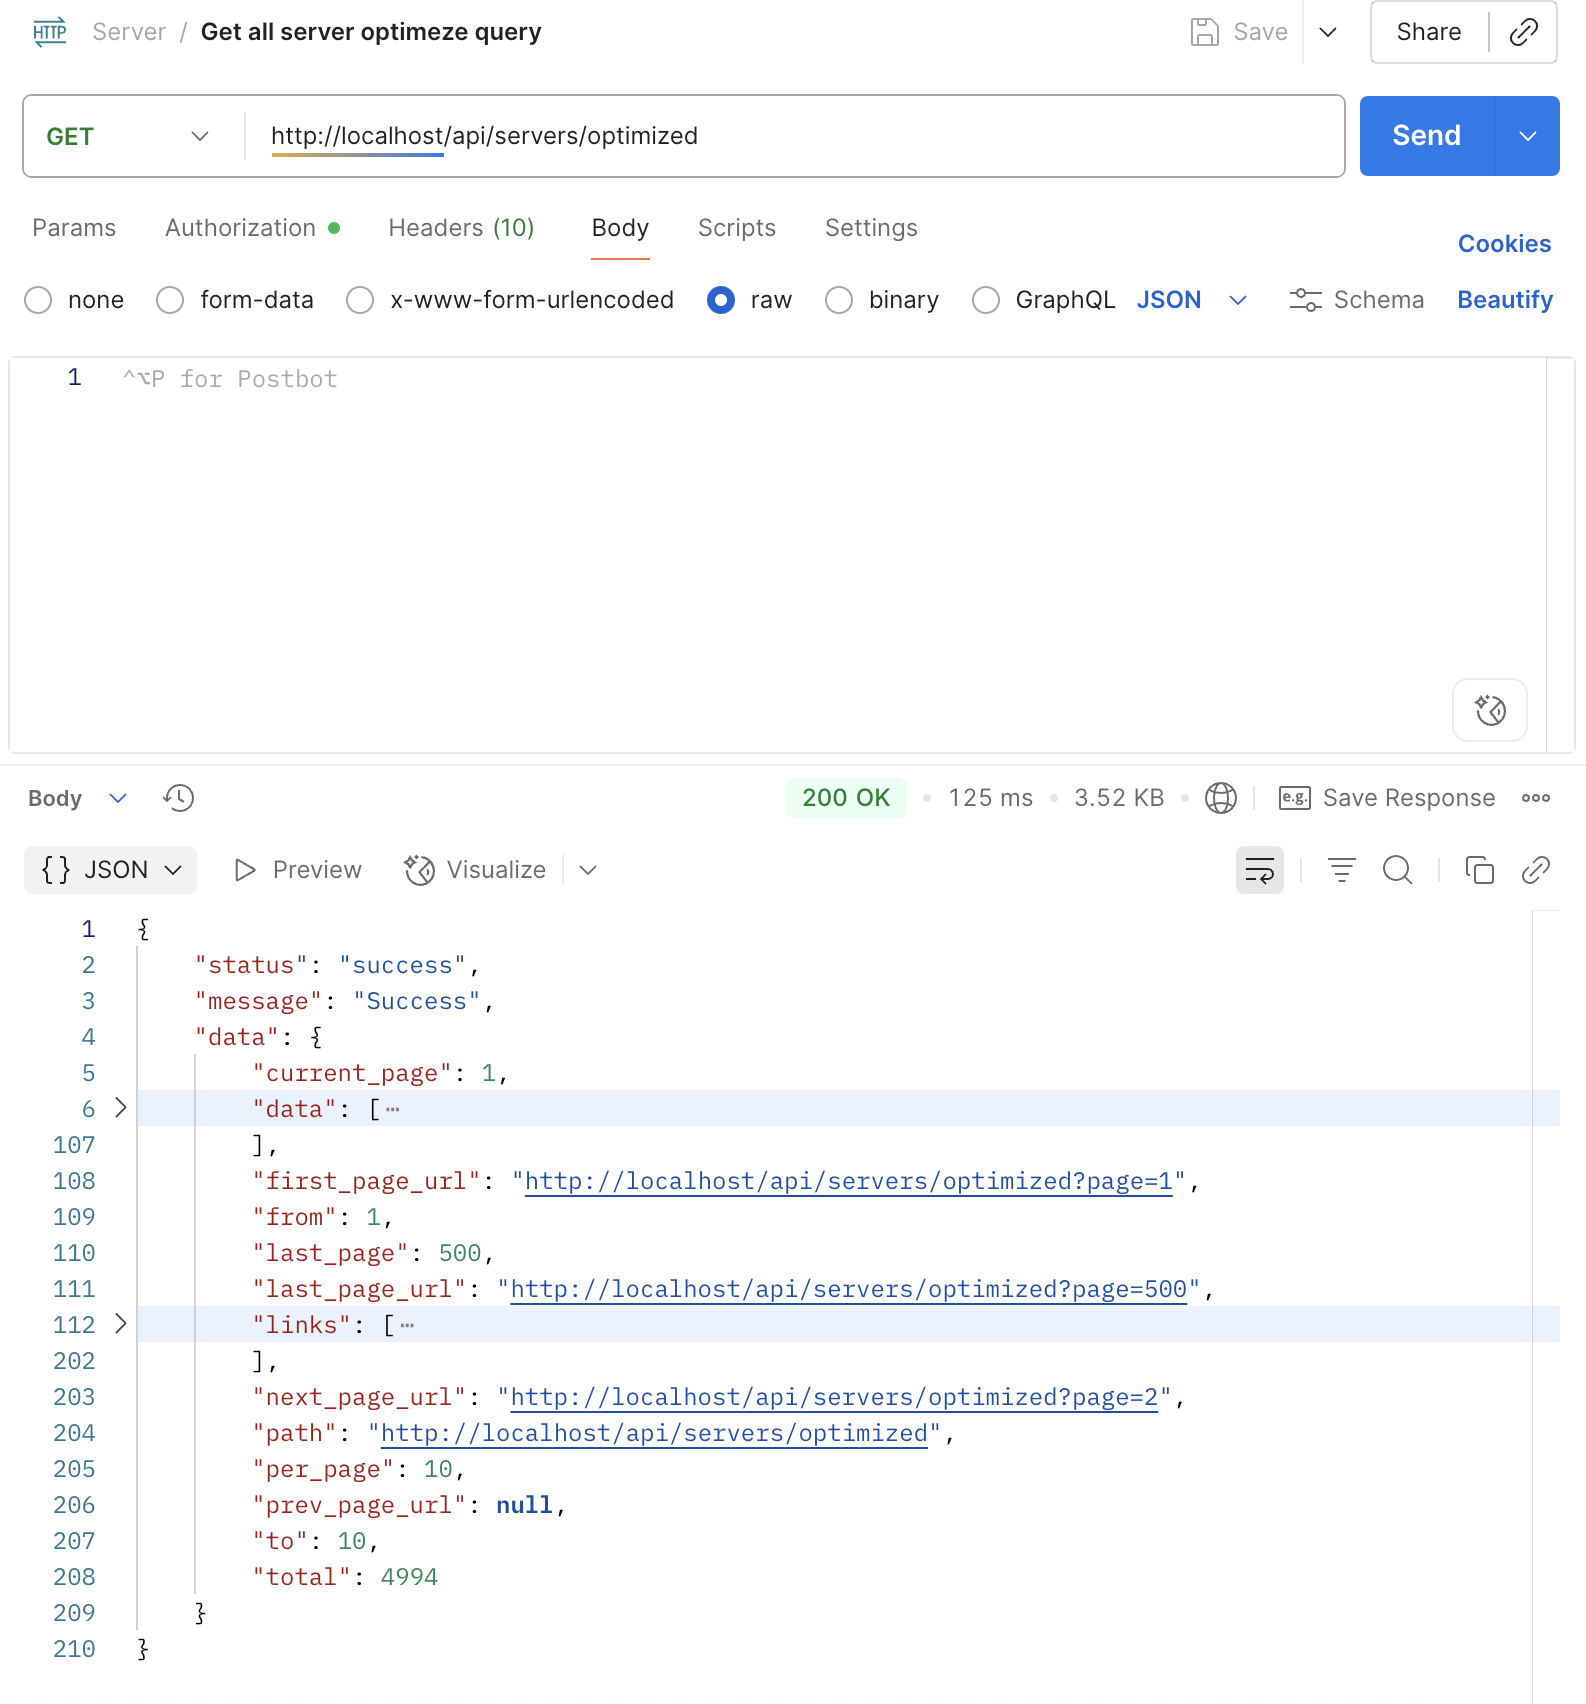 HTTP Server / Get all server optimeze query Save Share
GET http://localhost/api/servers/optimized Send
Params Authorization Headers (10) Body Scripts Settings Cookies
none form-data x-www-form-urlencoded raw binary GraphQL JSON Schema Beautify
1 ^⌥P for Postbot
Body 200 OK • 125 ms • 3.52 KB • e.g. Save Response
{} JSON Preview Visualize
1 {
2 "status": "success",
3 "message": "Success",
4 "data": {
5 "current_page": 1,
6 "data": [⋯
107 ],
108 "first_page_url": "http://localhost/api/servers/optimized?page=1",
109 "from": 1,
110 "last_page": 500,
111 "last_page_url": "http://localhost/api/servers/optimized?page=500",
112 "links": [⋯
202 ],
203 "next_page_url": "http://localhost/api/servers/optimized?page=2",
204 "path": "http://localhost/api/servers/optimized",
205 "per_page": 10,
206 "prev_page_url": null,
207 "to": 10,
208 "total": 4994
209 }
210 }